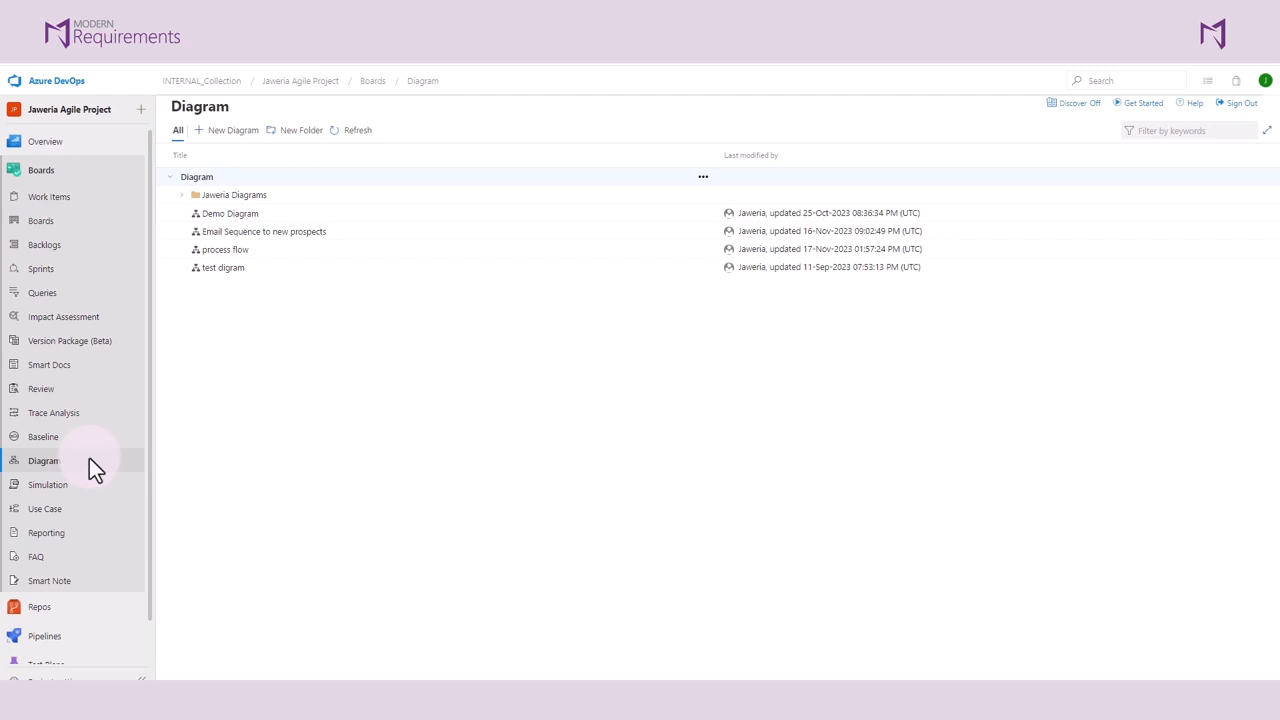 MODERN
Requirements
Azure DevOps
INTERNAL_Collection / Jaweria Agile Project / Boards / Diagram
Search
JP Jaweria Agile Project
Diagram
Discover Off Get Started Help Sign Out
All New Diagram New Folder Refresh
Filter by keywords
Title Last modified by
Diagram
Jaweria Diagrams
Demo Diagram Jaweria, updated 25-Oct-2023 08:36:34 PM (UTC)
Email Sequence to new prospects Jaweria, updated 16-Nov-2023 09:02:49 PM (UTC)
process flow Jaweria, updated 17-Nov-2023 01:57:24 PM (UTC)
test digram Jaweria, updated 11-Sep-2023 07:53:13 PM (UTC)
Overview
Boards
Work Items
Boards
Backlogs
Sprints
Queries
Impact Assessment
Version Package (Beta)
Smart Docs
Review
Trace Analysis
Baseline
Diagram
Simulation
Use Case
Reporting
FAQ
Smart Note
Repos
Pipelines
Test Plans